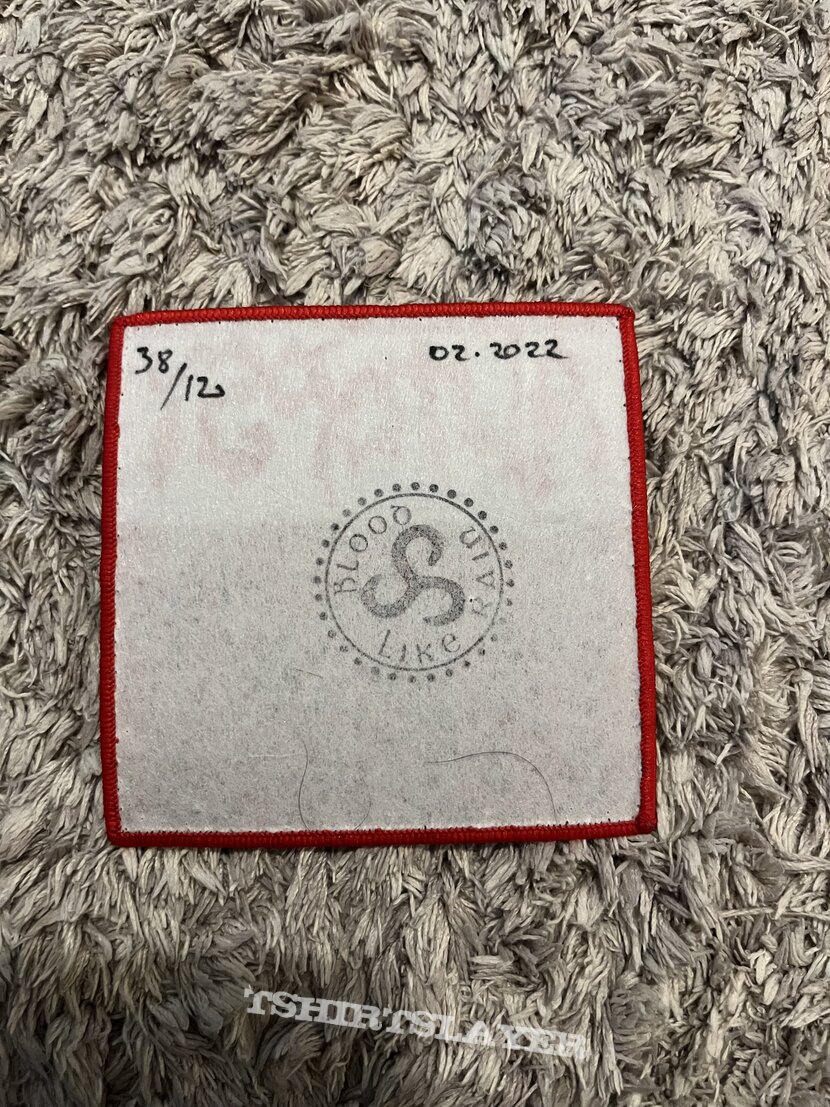 38/120
02.2022
BLOOD LIKE RAIN
TSHIRTSLAYER